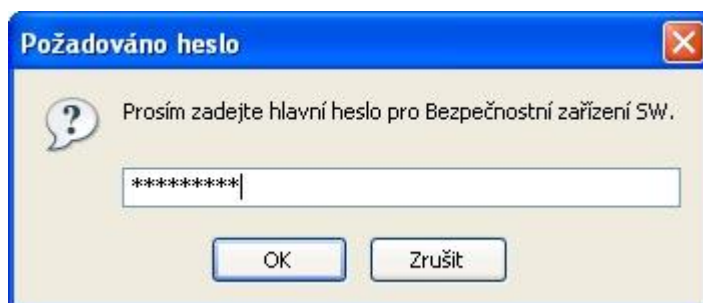 Požadováno heslo
Prosím zadejte hlavní heslo pro Bezpečnostní zařízení SW.
*********
OK
Zrušit